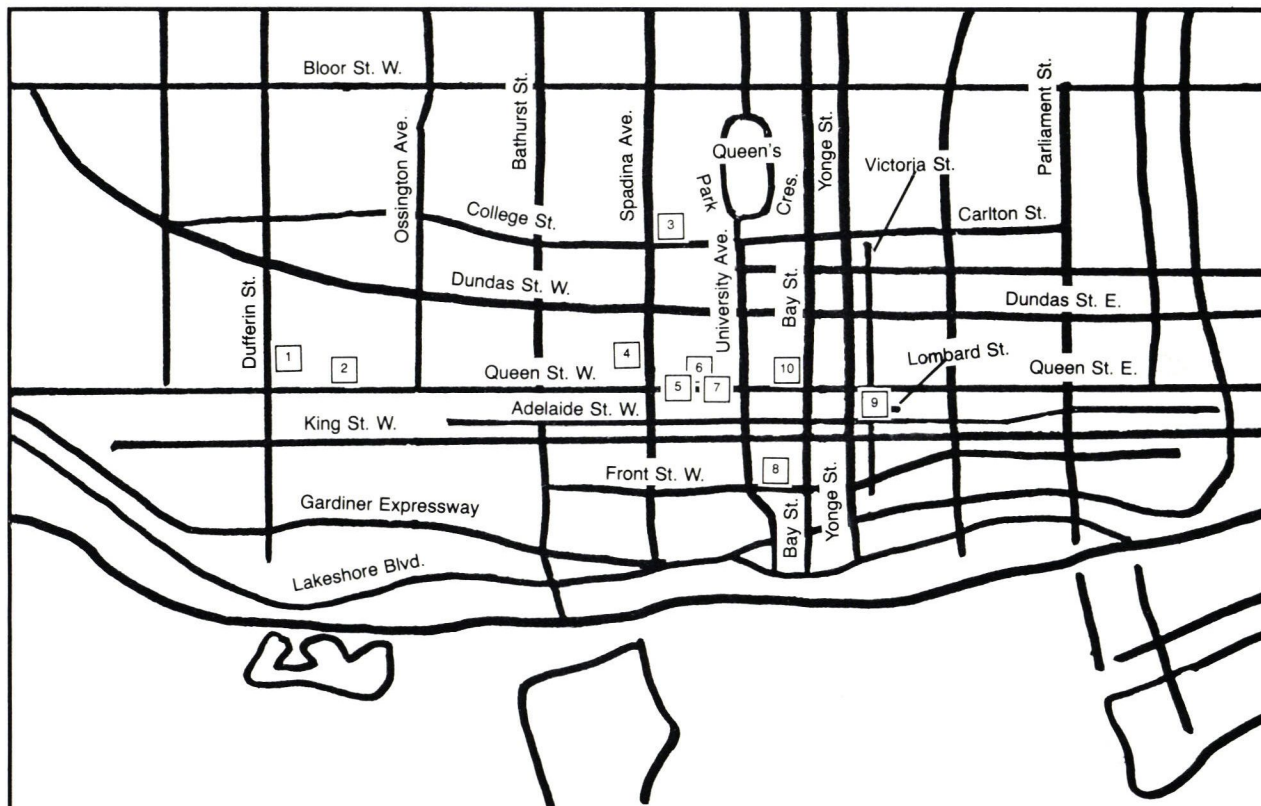 Bloor St. W.
Ossington Ave.
Bathurst St.
Spadina Ave.
Queen's
Park
Cres.
Yonge St.
Victoria St.
Parliament St.
College St.
3
Carlton St.
University Ave.
Bay St.
Dufferin St.
Dundas St. W.
Dundas St. E.
1
2
Queen St. W.
4
5
6
7
10
Lombard St.
Queen St. E.
9
Adelaide St. W.
King St. W.
Front St. W.
8
Gardiner Expressway
Bay St.
Yonge St.
Lakeshore Blvd.